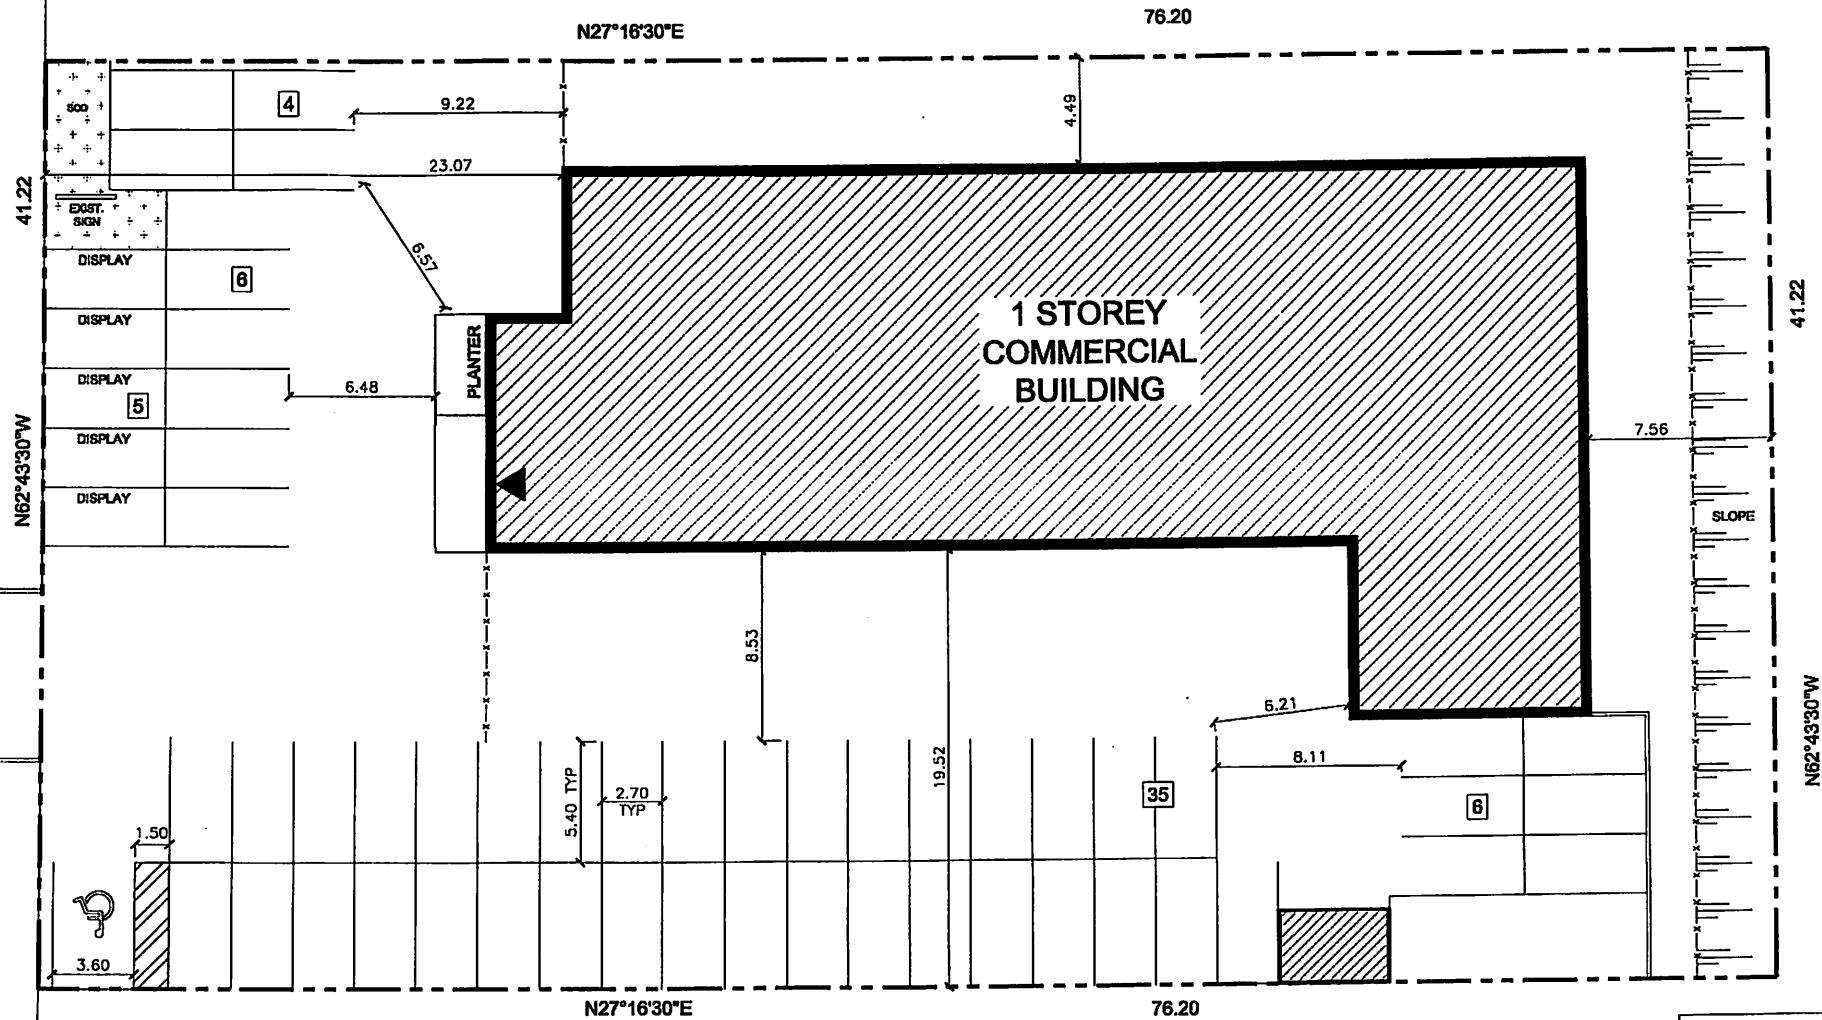 76.20
N27°16'30"E
4
SOD
9.22
4.49
23.07
41.22
EXIST.
SIGN
6.57
DISPLAY
6
41.22
1 STOREY
COMMERCIAL
BUILDING
DISPLAY
PLANTER
DISPLAY
6.48
5
7.56
DISPLAY
N62°43'30"W
DISPLAY
SLOPE
8.53
6.21
N62°43'30"W
19.52
8.11
5.40 TYP
2.70
TYP
35
6
1.50
3.60
N27°16'30"E
76.20